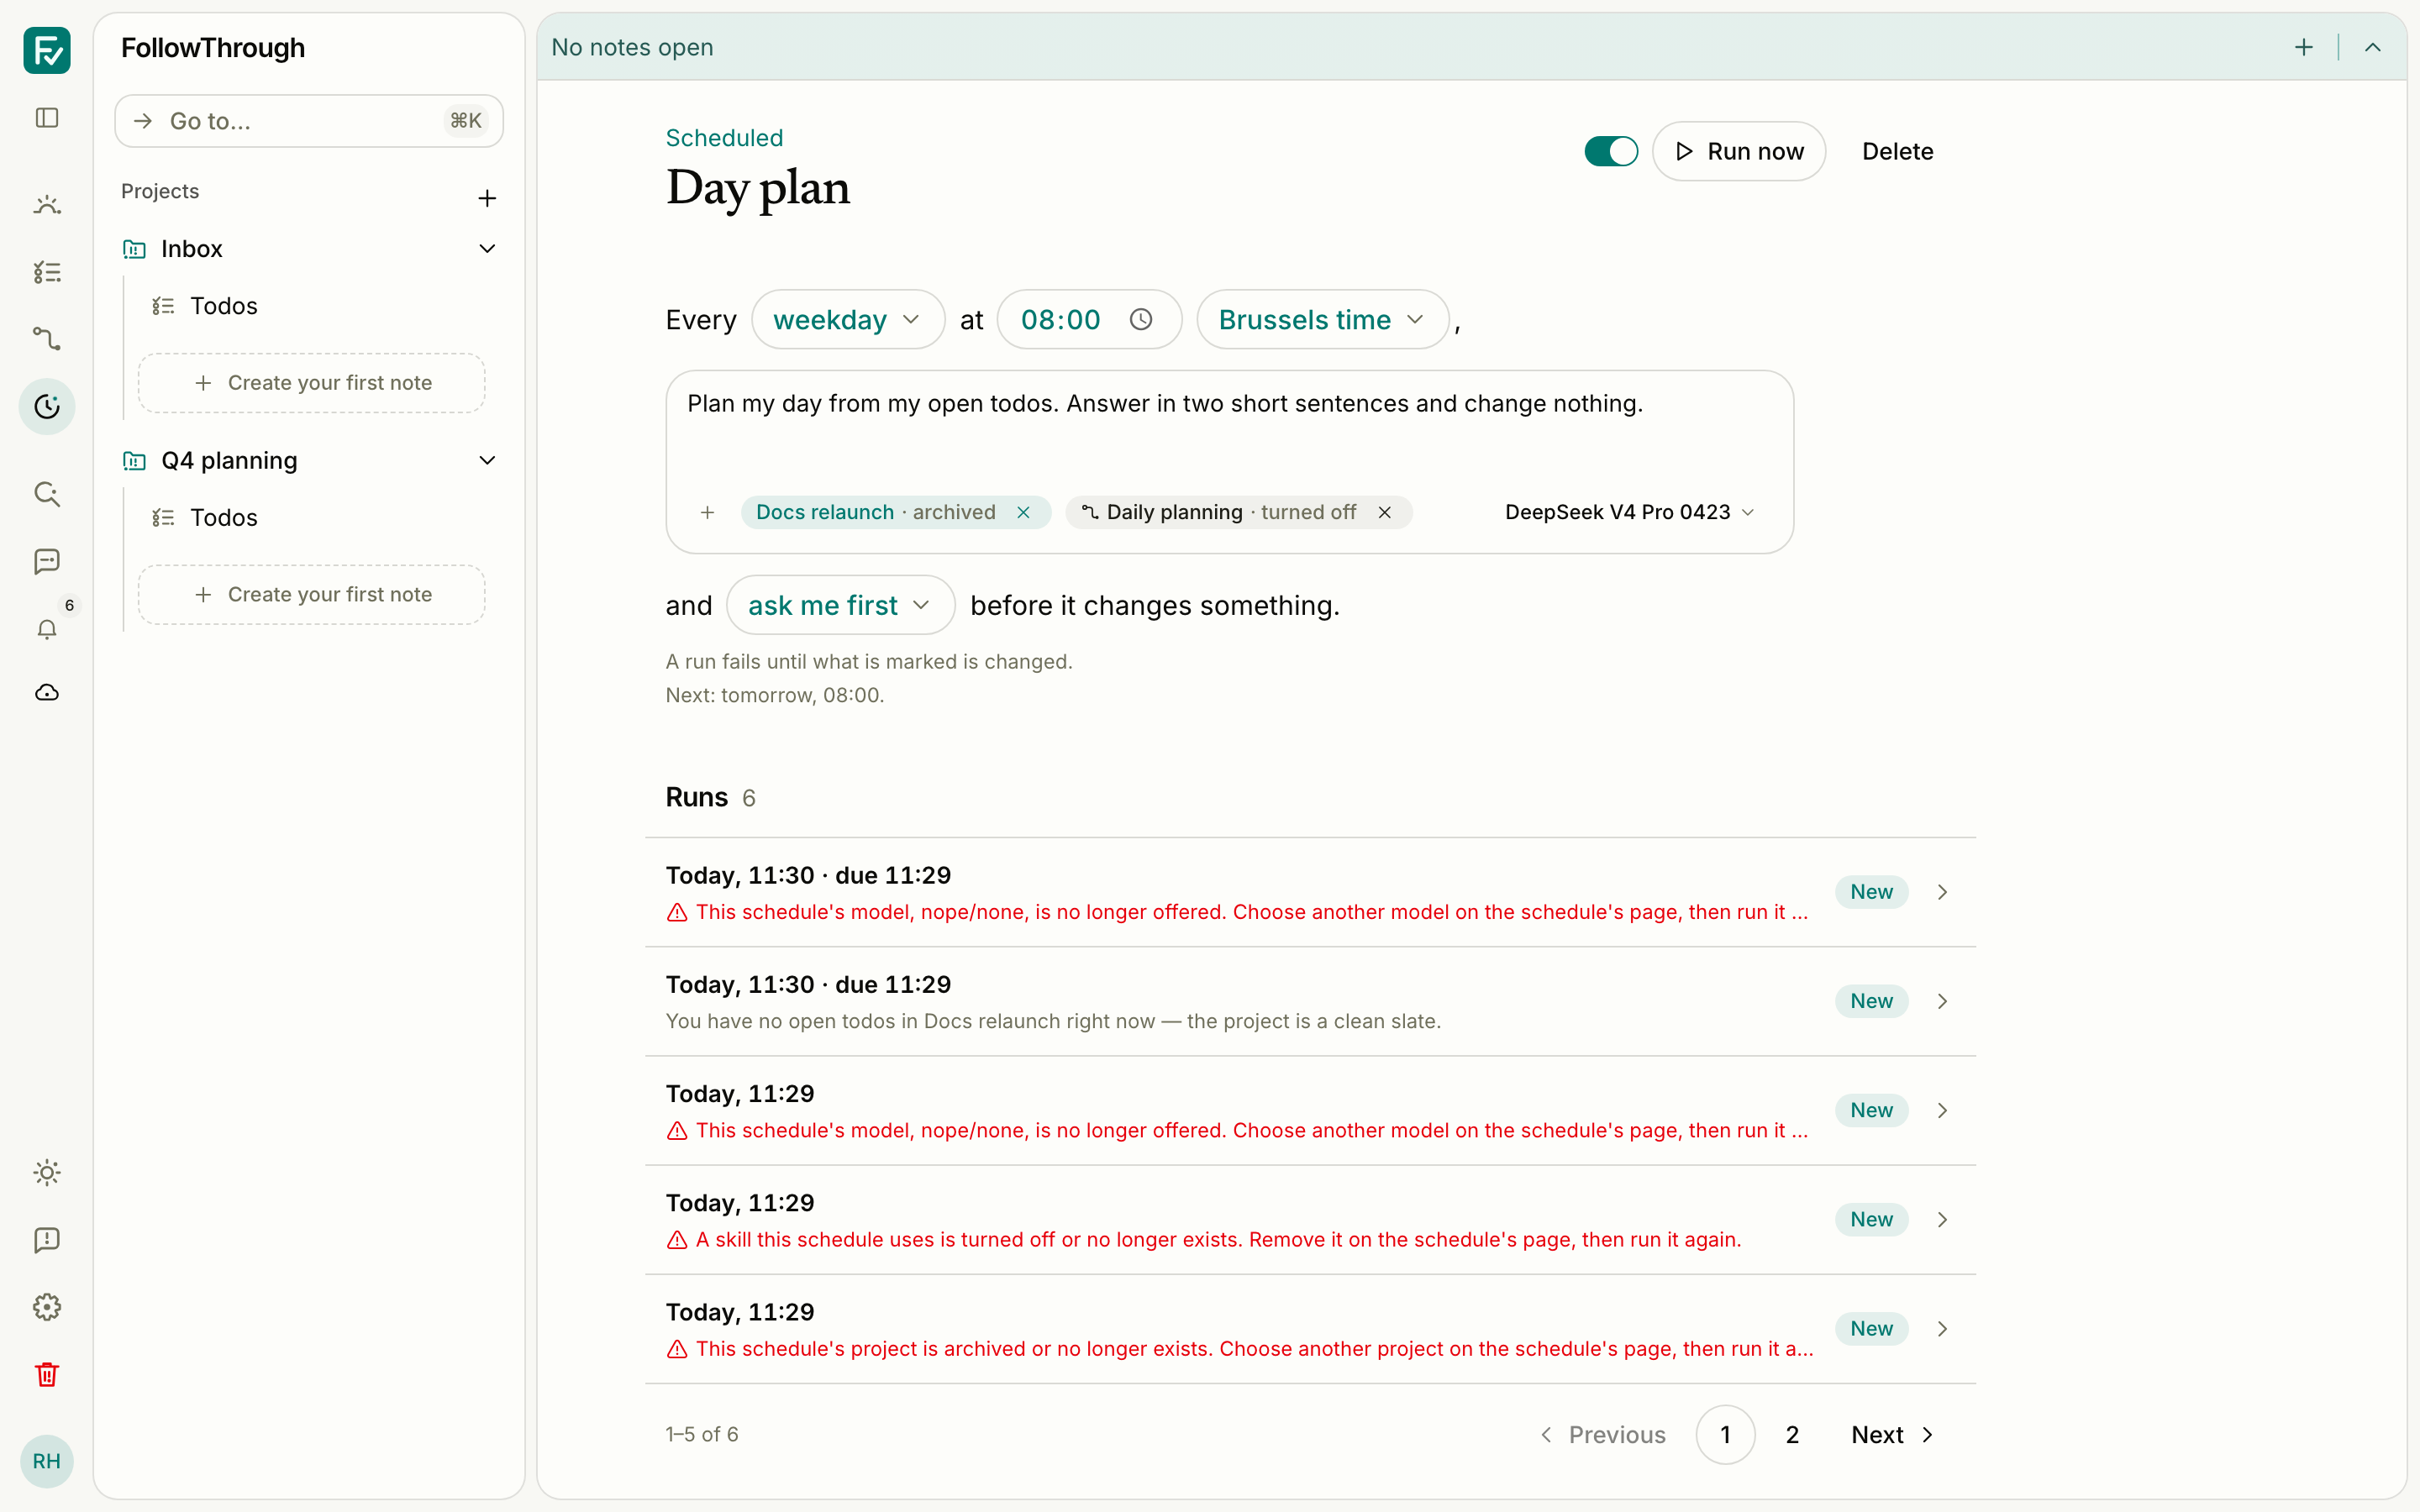 FollowThrough
Go to...
⌘K
Projects
Inbox
Todos
Create your first note
Q4 planning
Todos
Create your first note
6
RH
No notes open
Scheduled
Day plan
Run now
Delete
Every weekday at 08:00 Brussels time ,
Plan my day from my open todos. Answer in two short sentences and change nothing.
Docs relaunch · archived
Daily planning · turned off
DeepSeek V4 Pro 0423
and ask me first before it changes something.
A run fails until what is marked is changed.
Next: tomorrow, 08:00.
Runs 6
Today, 11:30 · due 11:29
This schedule's model, nope/none, is no longer offered. Choose another model on the schedule's page, then run it ...
New
Today, 11:30 · due 11:29
You have no open todos in Docs relaunch right now — the project is a clean slate.
New
Today, 11:29
This schedule's model, nope/none, is no longer offered. Choose another model on the schedule's page, then run it ...
New
Today, 11:29
A skill this schedule uses is turned off or no longer exists. Remove it on the schedule's page, then run it again.
New
Today, 11:29
This schedule's project is archived or no longer exists. Choose another project on the schedule's page, then run it a...
New
1–5 of 6
Previous
1
2
Next